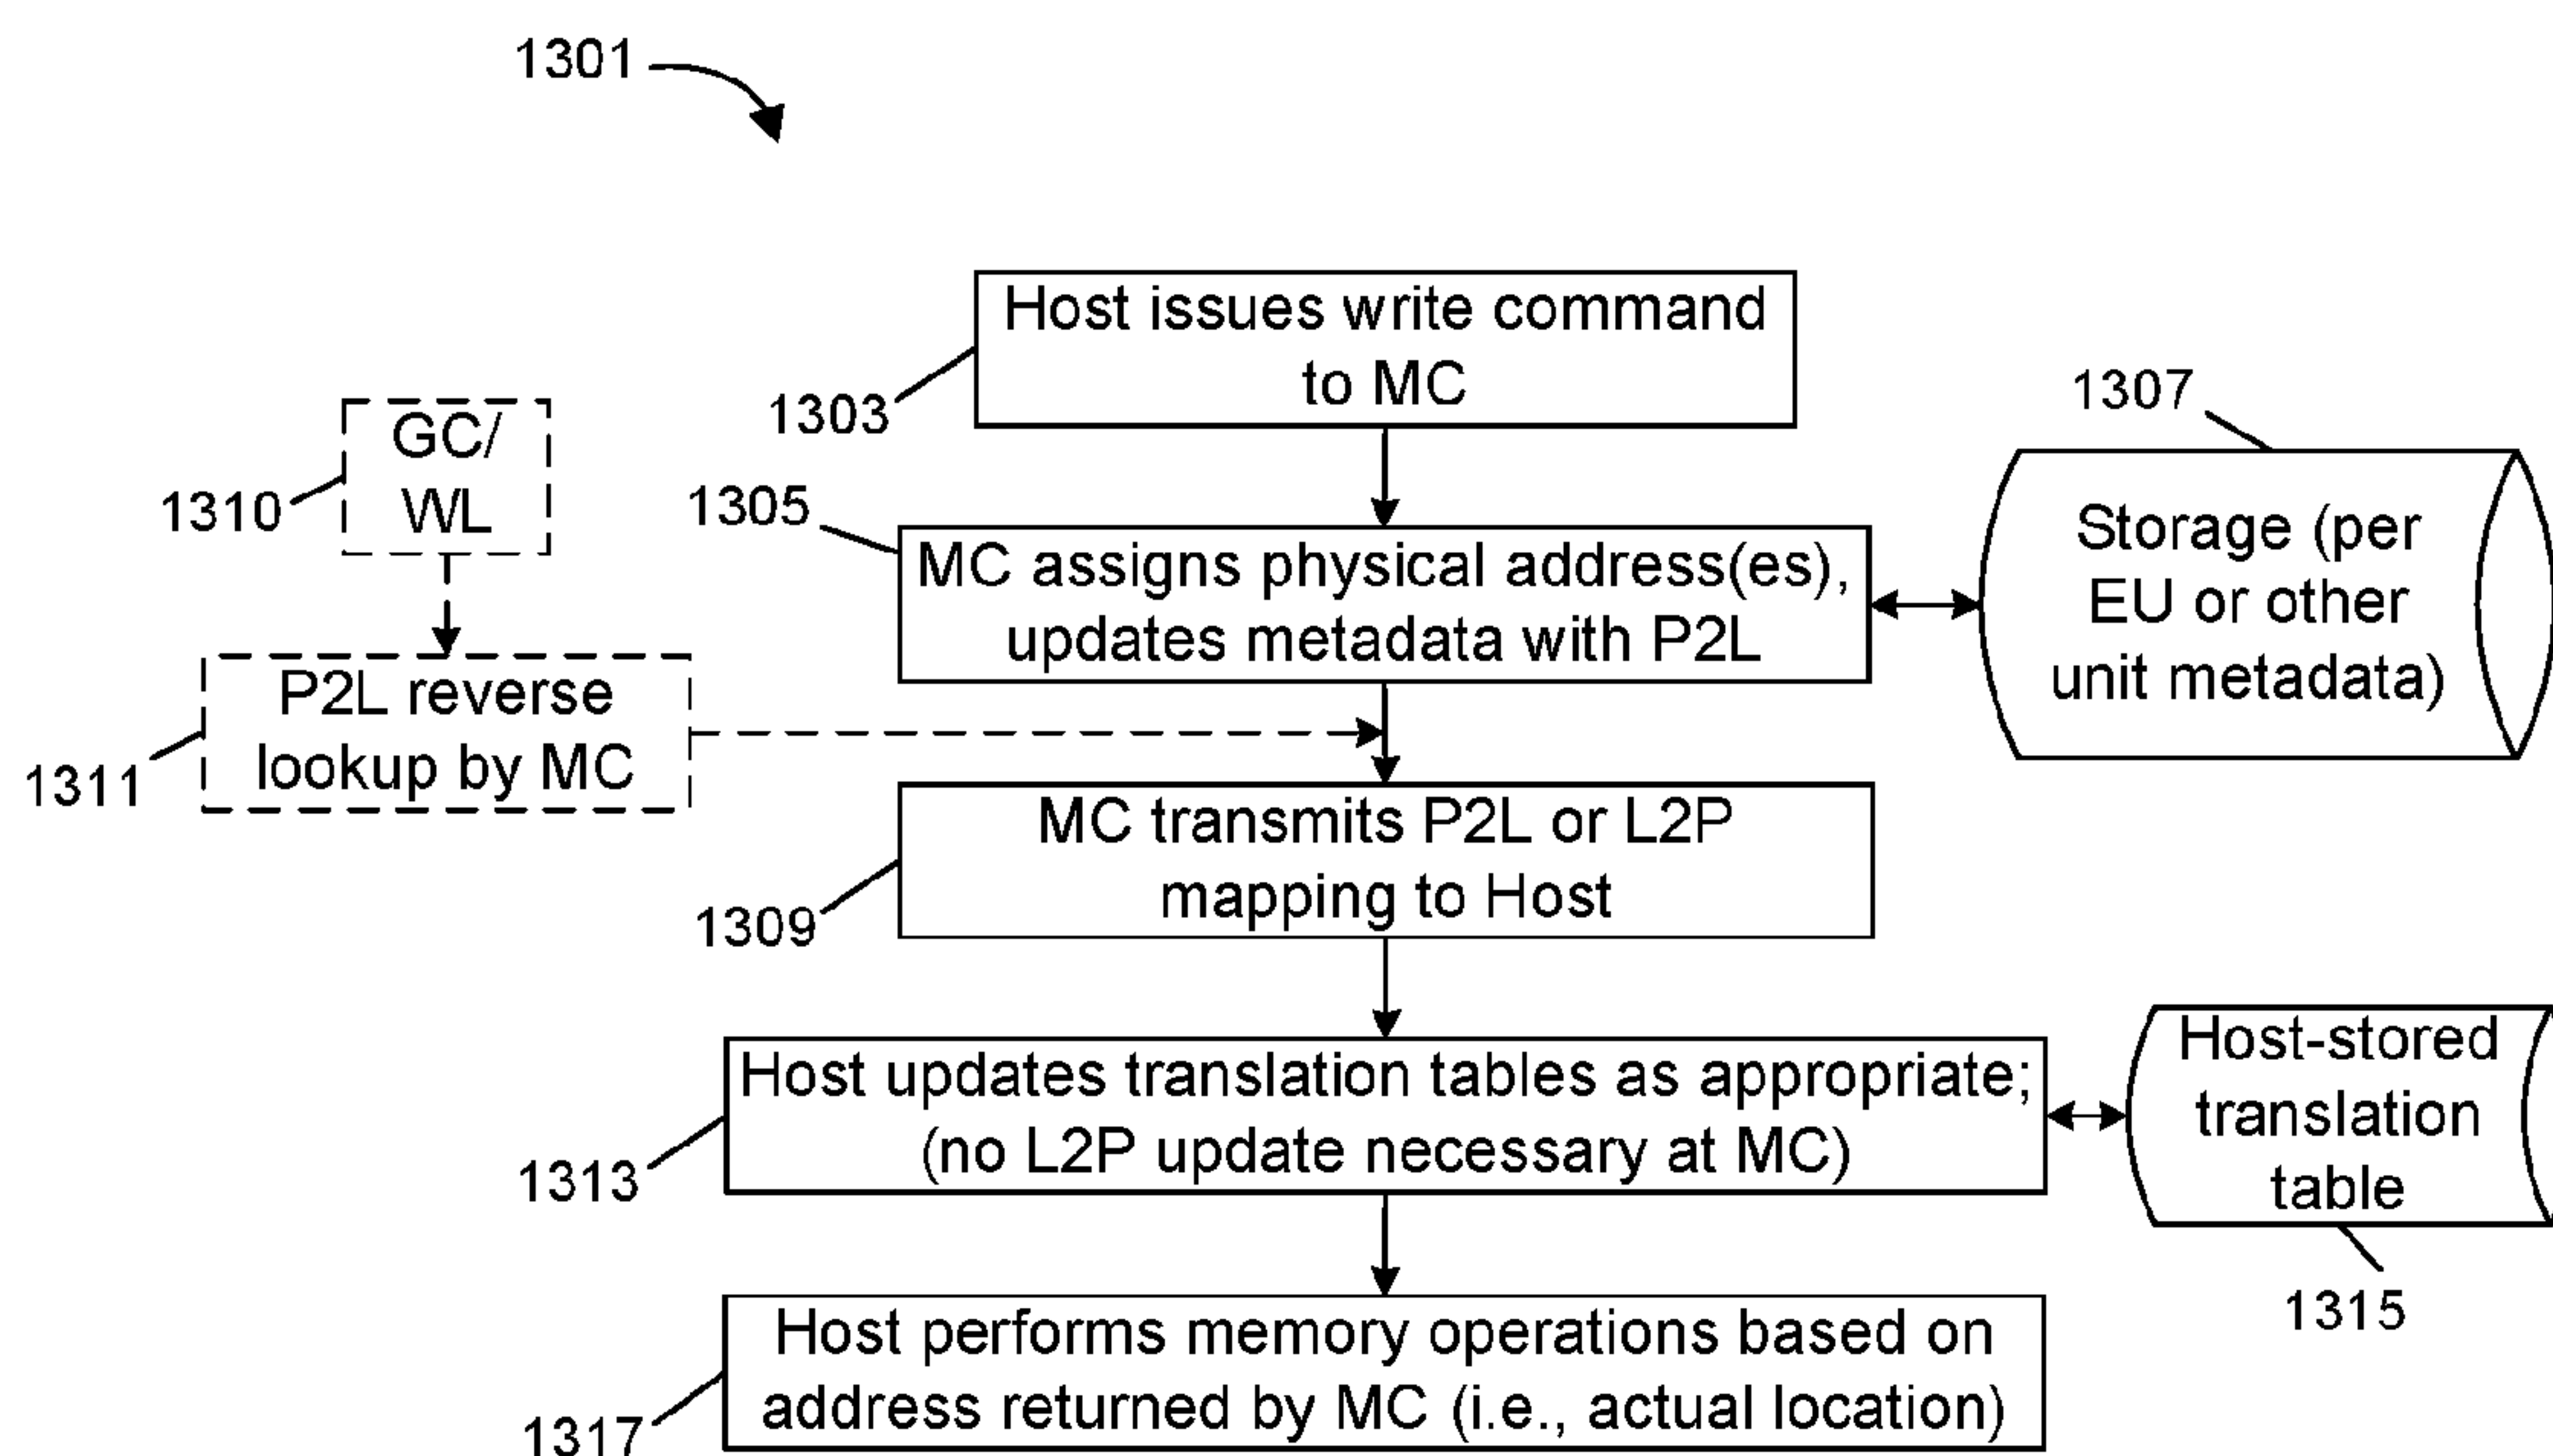 1301
Host issues write command
to MC
1303
1307
GC/
WL
1310
1305
MC assigns physical address(es),
updates metadata with P2L
Storage (per
EU or other
unit metadata)
P2L reverse
lookup by MC
1311
MC transmits P2L or L2P
mapping to Host
1309
Host updates translation tables as appropriate;
(no L2P update necessary at MC)
1313
Host-stored
translation
table
1315
Host performs memory operations based on
address returned by MC (i.e., actual location)
1317